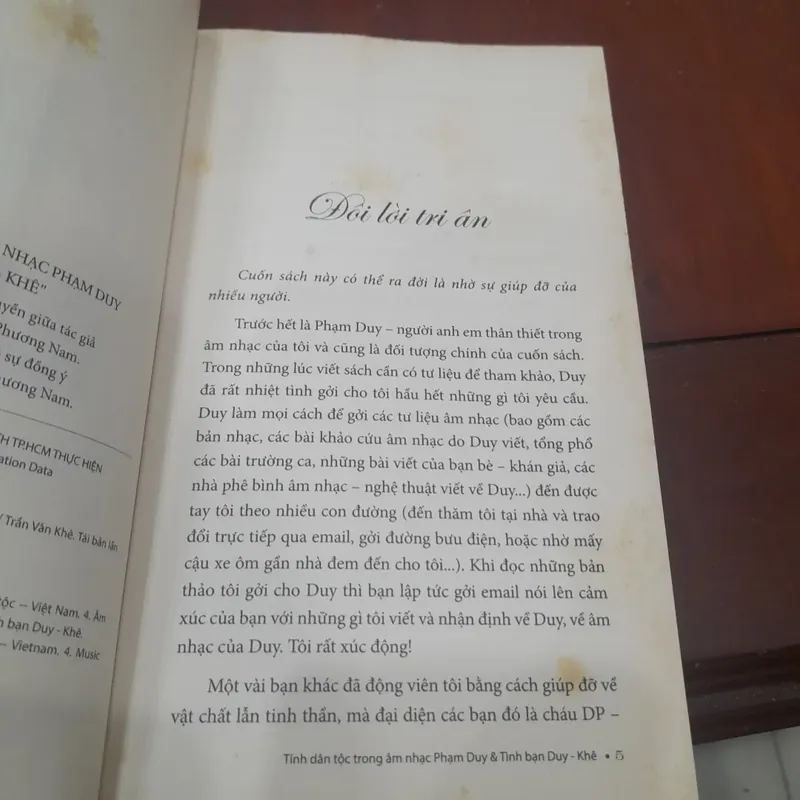 NHẠC PHẠM DUY
KHÊ"
giữa tác giả
Phương Nam.
sự đồng ý
ương Nam.
TP.HCM THỰC HIỆN
ation Data
Trần Văn Khê. Tái bản lần
tộc -- Việt Nam. 4. Âm
bạn Duy - Khê.
-- Vietnam. 4. Music
Đôi lời tri ân
Cuốn sách này có thể ra đời là nhờ sự giúp đỡ của
nhiều người.
Trước hết là Phạm Duy – người anh em thân thiết trong
âm nhạc của tôi và cũng là đối tượng chính của cuốn sách.
Trong những lúc viết sách cần có tư liệu để tham khảo, Duy
đã rất nhiệt tình gởi cho tôi hầu hết những gì tôi yêu cầu.
Duy làm mọi cách để gởi các tư liệu âm nhạc (bao gồm các
bản nhạc, các bài khảo cứu âm nhạc do Duy viết, tổng phổ
các bài trường ca, những bài viết của bạn bè – khán giả, các
nhà phê bình âm nhạc – nghệ thuật viết về Duy...) đến được
tay tôi theo nhiều con đường (đến thăm tôi tại nhà và trao
đổi trực tiếp qua email, gởi đường bưu điện, hoặc nhờ mấy
cậu xe ôm gần nhà đem đến cho tôi...). Khi đọc những bản
thảo tôi gởi cho Duy thì bạn lập tức gởi email nói lên cảm
xúc của bạn với những gì tôi viết và nhận định về Duy, về âm
nhạc của Duy. Tôi rất xúc động!
Một vài bạn khác đã động viên tôi bằng cách giúp đỡ về
vật chất lẫn tinh thần, mà đại diện các bạn đó là cháu DP –
Tính dân tộc trong âm nhạc Phạm Duy & Tình bạn Duy - Khê • 5